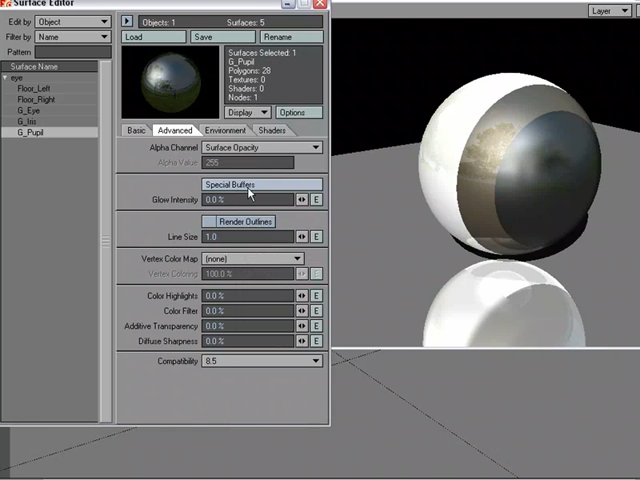 Surface Editor
Edit by Object
Filter by Name
Pattern
Surface Name
eye
Floor_Left
Floor_Right
G_Eye
G_Iris
G_Pupil
Objects: 1 Surfaces: 5
Load Save Rename
Surfaces Selected: 1
G_Pupil
Polygons: 28
Textures: 0
Shaders: 0
Nodes: 1
Display Options
Basic Advanced Environment Shaders
Alpha Channel Surface Opacity
Alpha Value 255
Special Buffers
Glow Intensity 0.0 % E
Render Outlines
Line Size 1.0 E
Vertex Color Map (none)
Vertex Coloring 100.0 % E
Color Highlights 0.0 % E
Color Filter 0.0 % E
Additive Transparency 0.0 % E
Diffuse Sharpness 0.0 % E
Compatibility 8.5
Layer